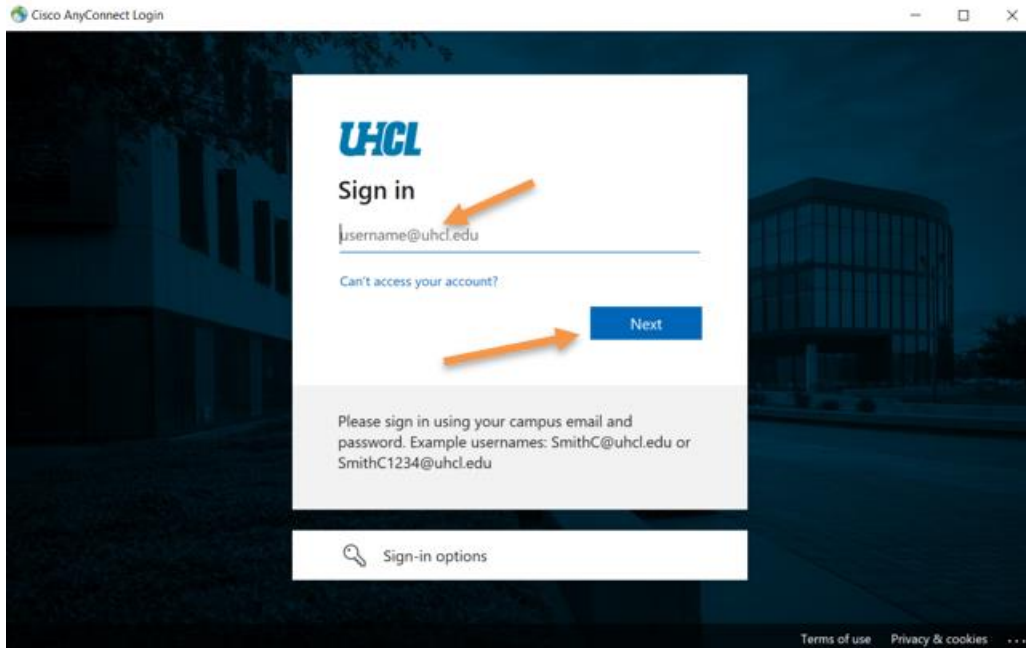 Cisco AnyConnect Login
UHCL
Sign in
username@uhcl.edu
Can't access your account?
Next
Please sign in using your campus email and
password. Example usernames: SmithC@uhcl.edu or
SmithC1234@uhcl.edu
Sign-in options
Terms of use Privacy & cookies ...